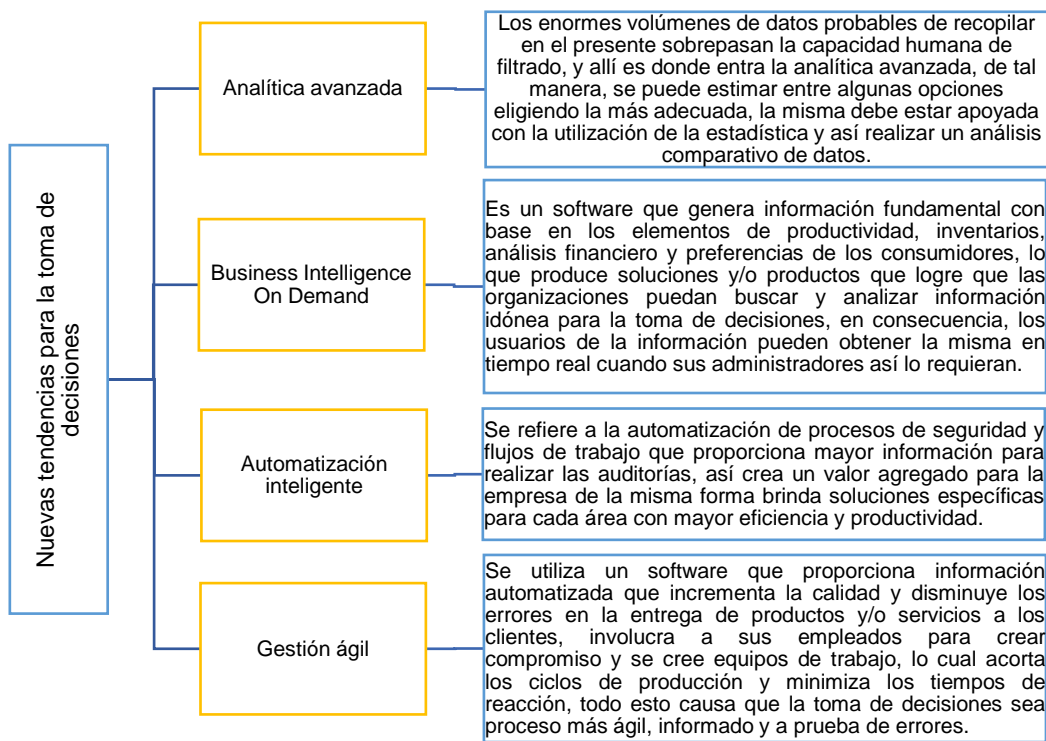 Nuevas tendencias para la toma de
decisiones
Analítica avanzada
Los enormes volúmenes de datos probables de recopilar
en el presente sobrepasan la capacidad humana de
filtrado, y allí es donde entra la analítica avanzada, de tal
manera, se puede estimar entre algunas opciones
eligiendo la más adecuada, la misma debe estar apoyada
con la utilización de la estadística y así realizar un análisis
comparativo de datos.
Business Intelligence
On Demand
Es un software que genera información fundamental con
base en los elementos de productividad, inventarios,
análisis financiero y preferencias de los consumidores, lo
que produce soluciones y/o productos que logre que las
organizaciones puedan buscar y analizar información
idónea para la toma de decisiones, en consecuencia, los
usuarios de la información pueden obtener la misma en
tiempo real cuando sus administradores así lo requieran.
Automatización
inteligente
Se refiere a la automatización de procesos de seguridad y
flujos de trabajo que proporciona mayor información para
realizar las auditorías, así crea un valor agregado para la
empresa de la misma forma brinda soluciones específicas
para cada área con mayor eficiencia y productividad.
Gestión ágil
Se utiliza un software que proporciona información
automatizada que incrementa la calidad y disminuye los
errores en la entrega de productos y/o servicios a los
clientes, involucra a sus empleados para crear
compromiso y se cree equipos de trabajo, lo cual acorta
los ciclos de producción y minimiza los tiempos de
reacción, todo esto causa que la toma de decisiones sea
proceso más ágil, informado y a prueba de errores.